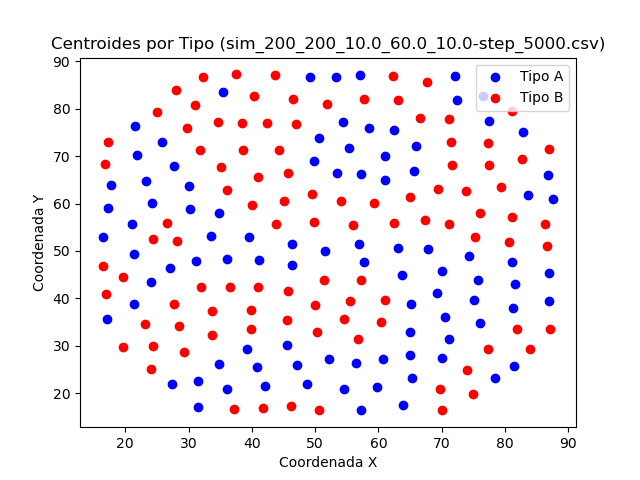 Centroides por Tipo (sim_200_200_10.0_60.0_10.0-step_5000.csv)
Tipo A
Tipo B
90
80
70
60
50
40
30
20
Coordenada Y
20 30 40 50 60 70 80 90
Coordenada X